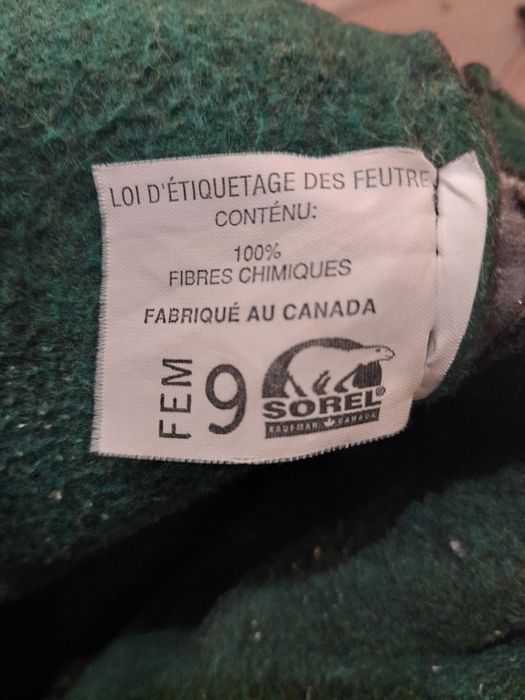 LOI D'ÉTIQUETAGE DES FEUTRE
CONTÉNU:
100%
FIBRES CHIMIQUES
FABRIQUÉ AU CANADA
FEM 9
SOREL®
KAUFMAN CANADA